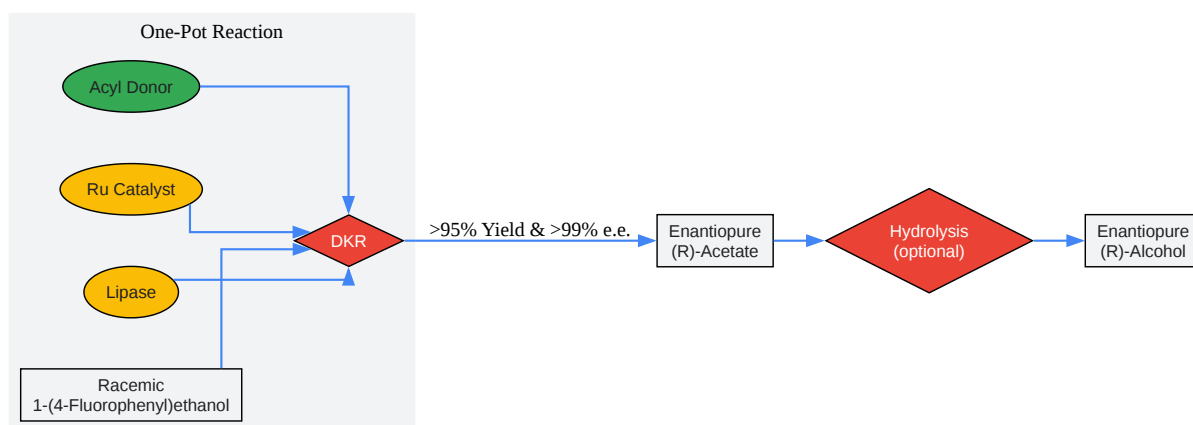 One-Pot Reaction
Acyl Donor
Ru Catalyst
DKR
>95% Yield & >99% e.e.
Enantiopure
(R)-Acetate
Hydrolysis
(optional)
Enantiopure
(R)-Alcohol
Lipase
Racemic
1-(4-Fluorophenyl)ethanol